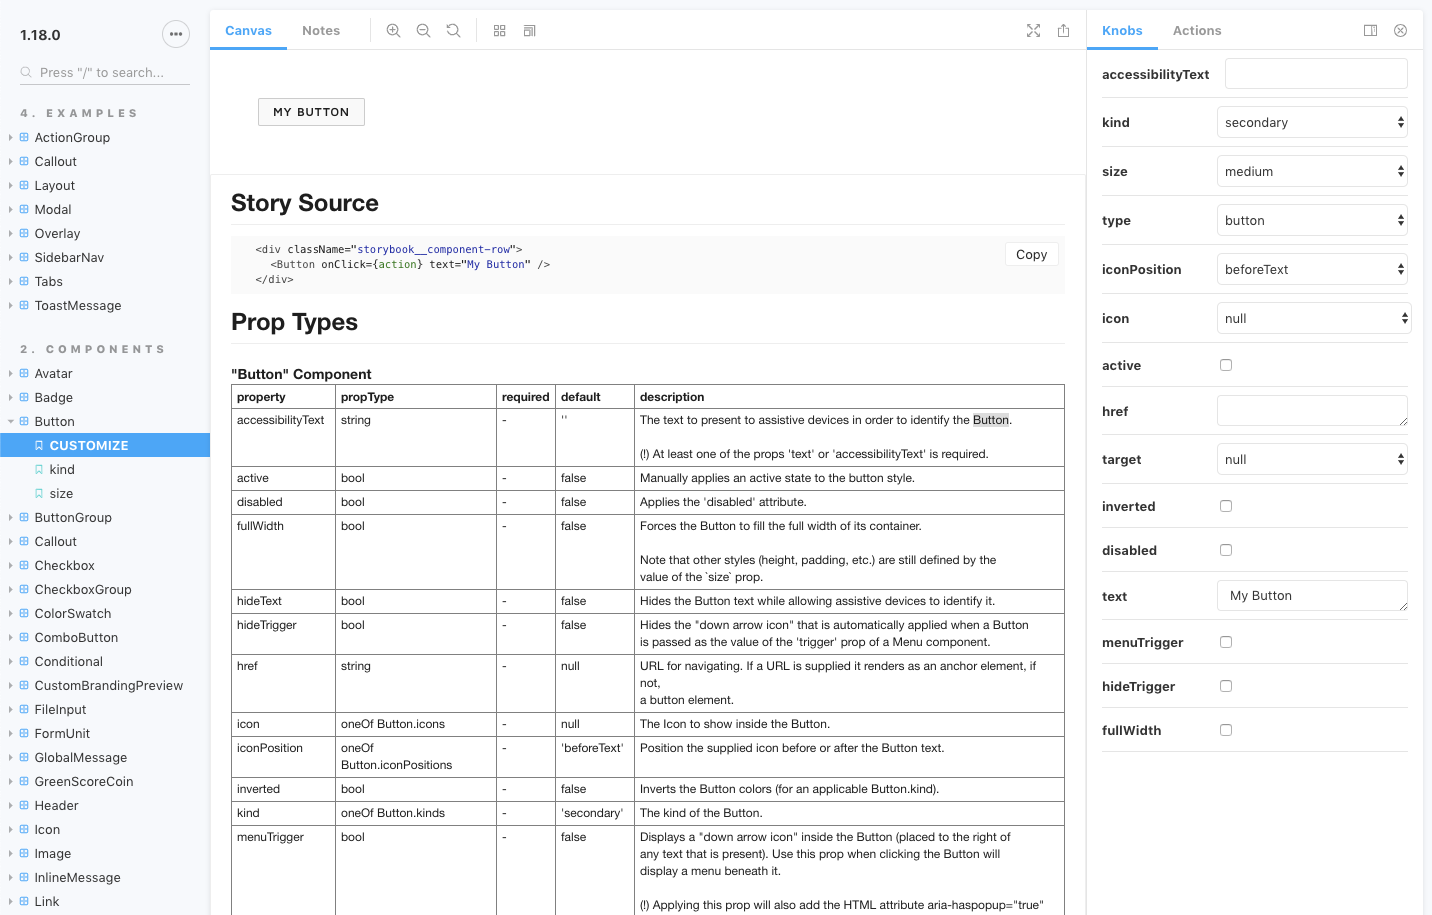 1.18.0
Press "/" to search...
4. EXAMPLES
ActionGroup
Callout
Layout
Modal
Overlay
SidebarNav
Tabs
ToastMessage
2. COMPONENTS
Avatar
Badge
Button
CUSTOMIZE
kind
size
ButtonGroup
Callout
Checkbox
CheckboxGroup
ColorSwatch
ComboButton
Conditional
CustomBrandingPreview
FileInput
FormUnit
GlobalMessage
GreenScoreCoin
Header
Icon
Image
InlineMessage
Link
Canvas Notes
MY BUTTON
Story Source
<div className="storybook__component-row">
<Button onClick={action} text="My Button" />
</div>
Copy
Prop Types
"Button" Component
property propType required default description
accessibilityText string - '' The text to present to assistive devices in order to identify the Button.
(!) At least one of the props 'text' or 'accessibilityText' is required.
active bool - false Manually applies an active state to the button style.
disabled bool - false Applies the 'disabled' attribute.
fullWidth bool - false Forces the Button to fill the full width of its container.
Note that other styles (height, padding, etc.) are still defined by the
value of the `size` prop.
hideText bool - false Hides the Button text while allowing assistive devices to identify it.
hideTrigger bool - false Hides the "down arrow icon" that is automatically applied when a Button
is passed as the value of the 'trigger' prop of a Menu component.
href string - null URL for navigating. If a URL is supplied it renders as an anchor element, if
not,
a button element.
icon oneOf Button.icons - null The Icon to show inside the Button.
iconPosition oneOf - 'beforeText' Position the supplied icon before or after the Button text.
Button.iconPositions
inverted bool - false Inverts the Button colors (for an applicable Button.kind).
kind oneOf Button.kinds - 'secondary' The kind of the Button.
menuTrigger bool - false Displays a "down arrow icon" inside the Button (placed to the right of
any text that is present). Use this prop when clicking the Button will
display a menu beneath it.
(!) Applying this prop will also add the HTML attribute aria-haspopup="true"
Knobs Actions
accessibilityText
kind secondary
size medium
type button
iconPosition beforeText
icon null
active
href
target null
inverted
disabled
text My Button
menuTrigger
hideTrigger
fullWidth